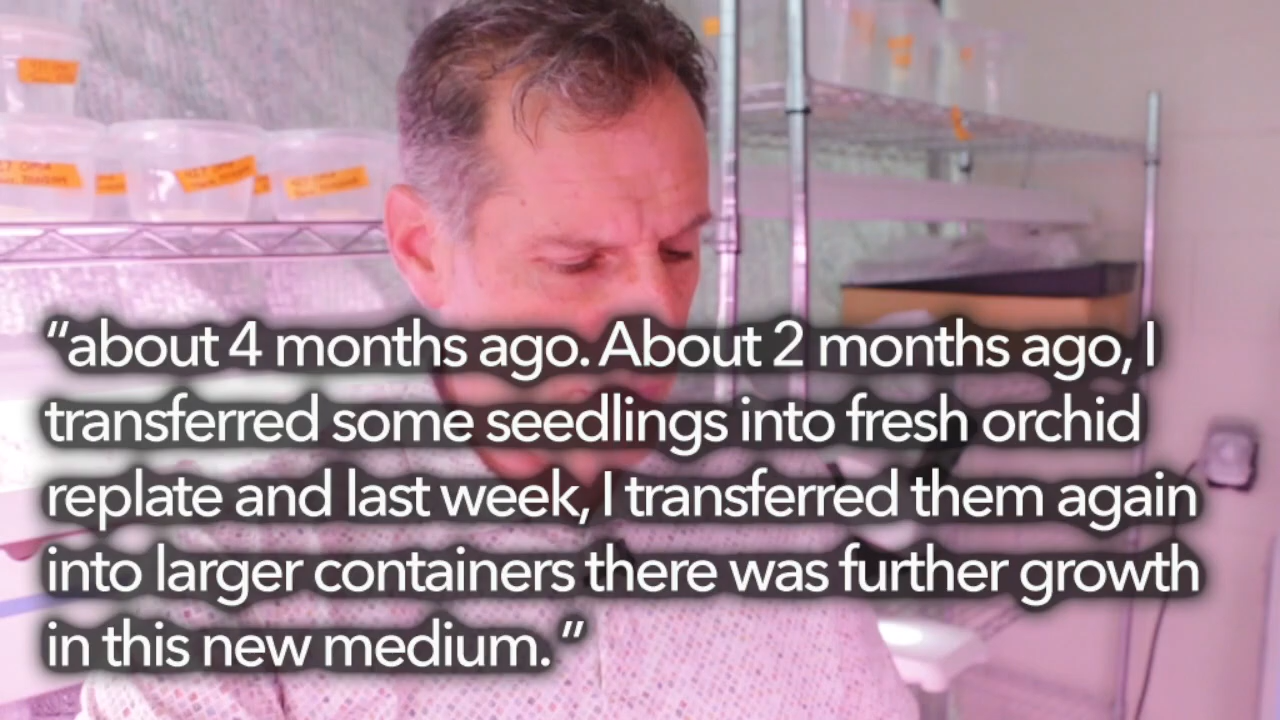 “about 4 months ago. About 2 months ago, I
transferred some seedlings into fresh orchid
replate and last week, I transferred them again
into larger containers there was further growth
in this new medium. ”